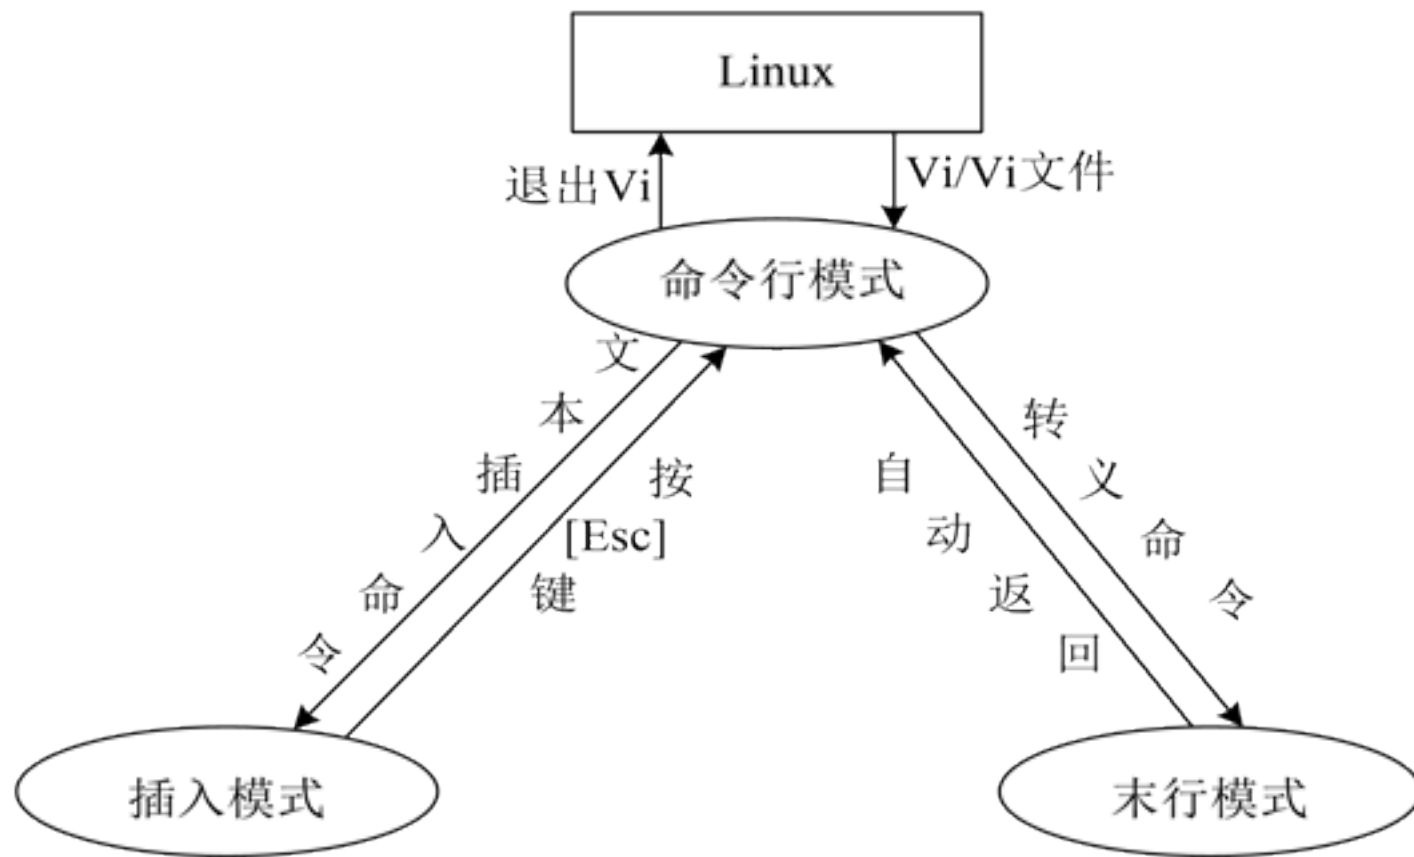 Linux
退出Vi
Vi/Vi文件
命令行模式
文本插入命令
按[Esc]键
自动返回
转义命令
插入模式
末行模式